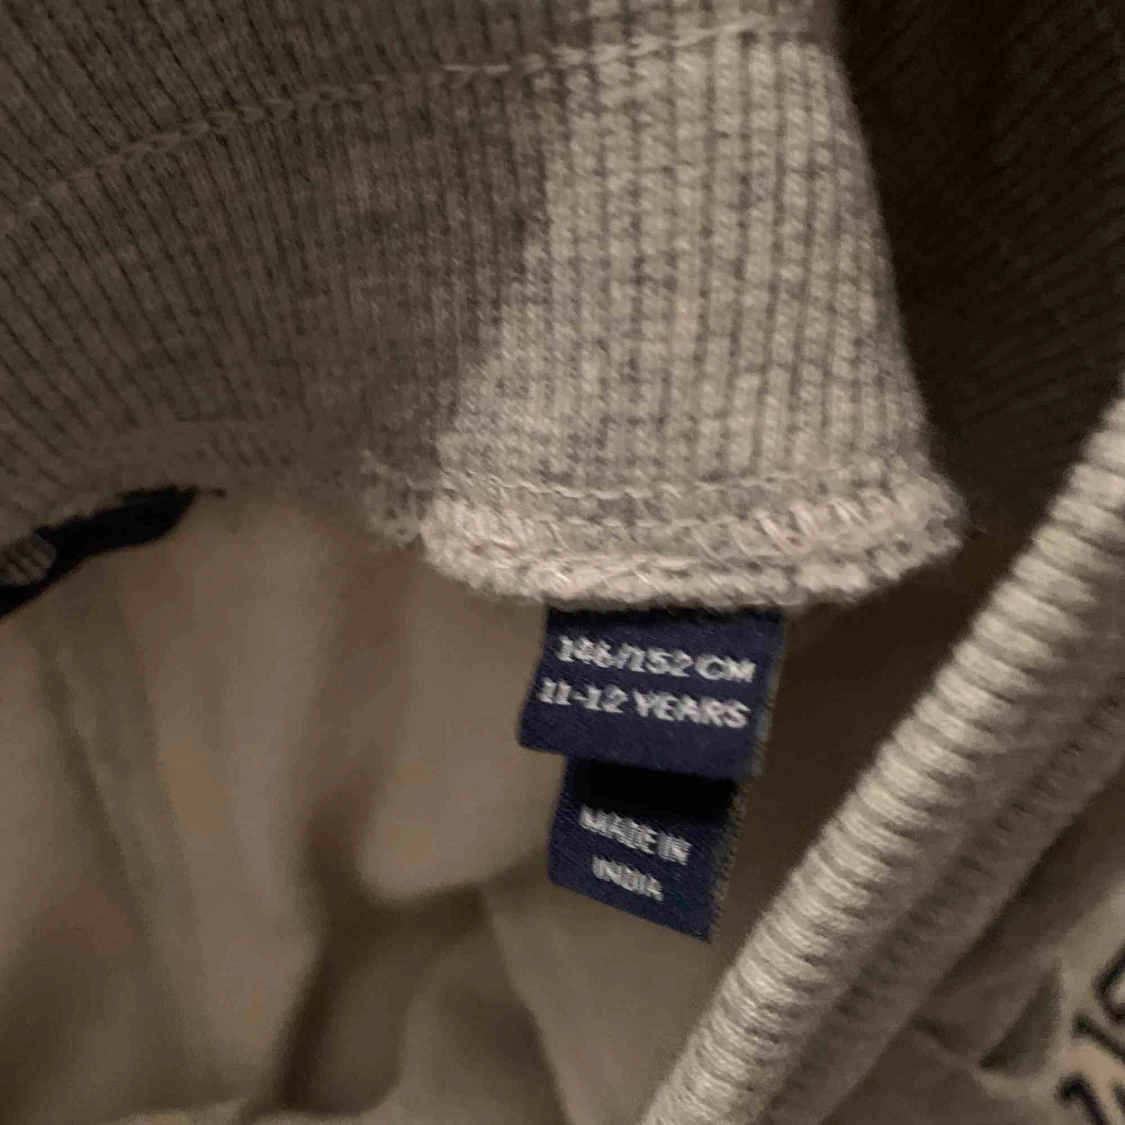 146/152 CM
11-12 YEARS
MADE IN
INDIA